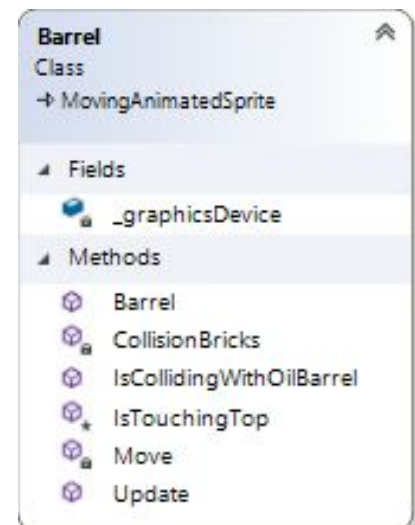 Barrel
Class
MovingAnimatedSprite
Fields
_graphicsDevice
Methods
Barrel
CollisionBricks
IsCollidingWithOilBarrel
IsTouchingTop
Move
Update